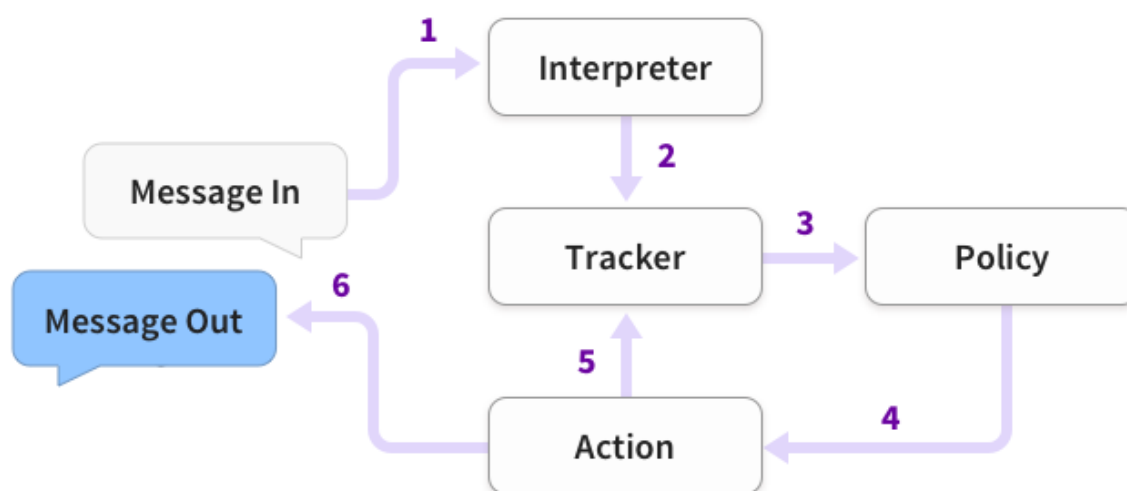 1
Interpreter
2
Message In
Tracker
3
Policy
6
Message Out
5
4
Action